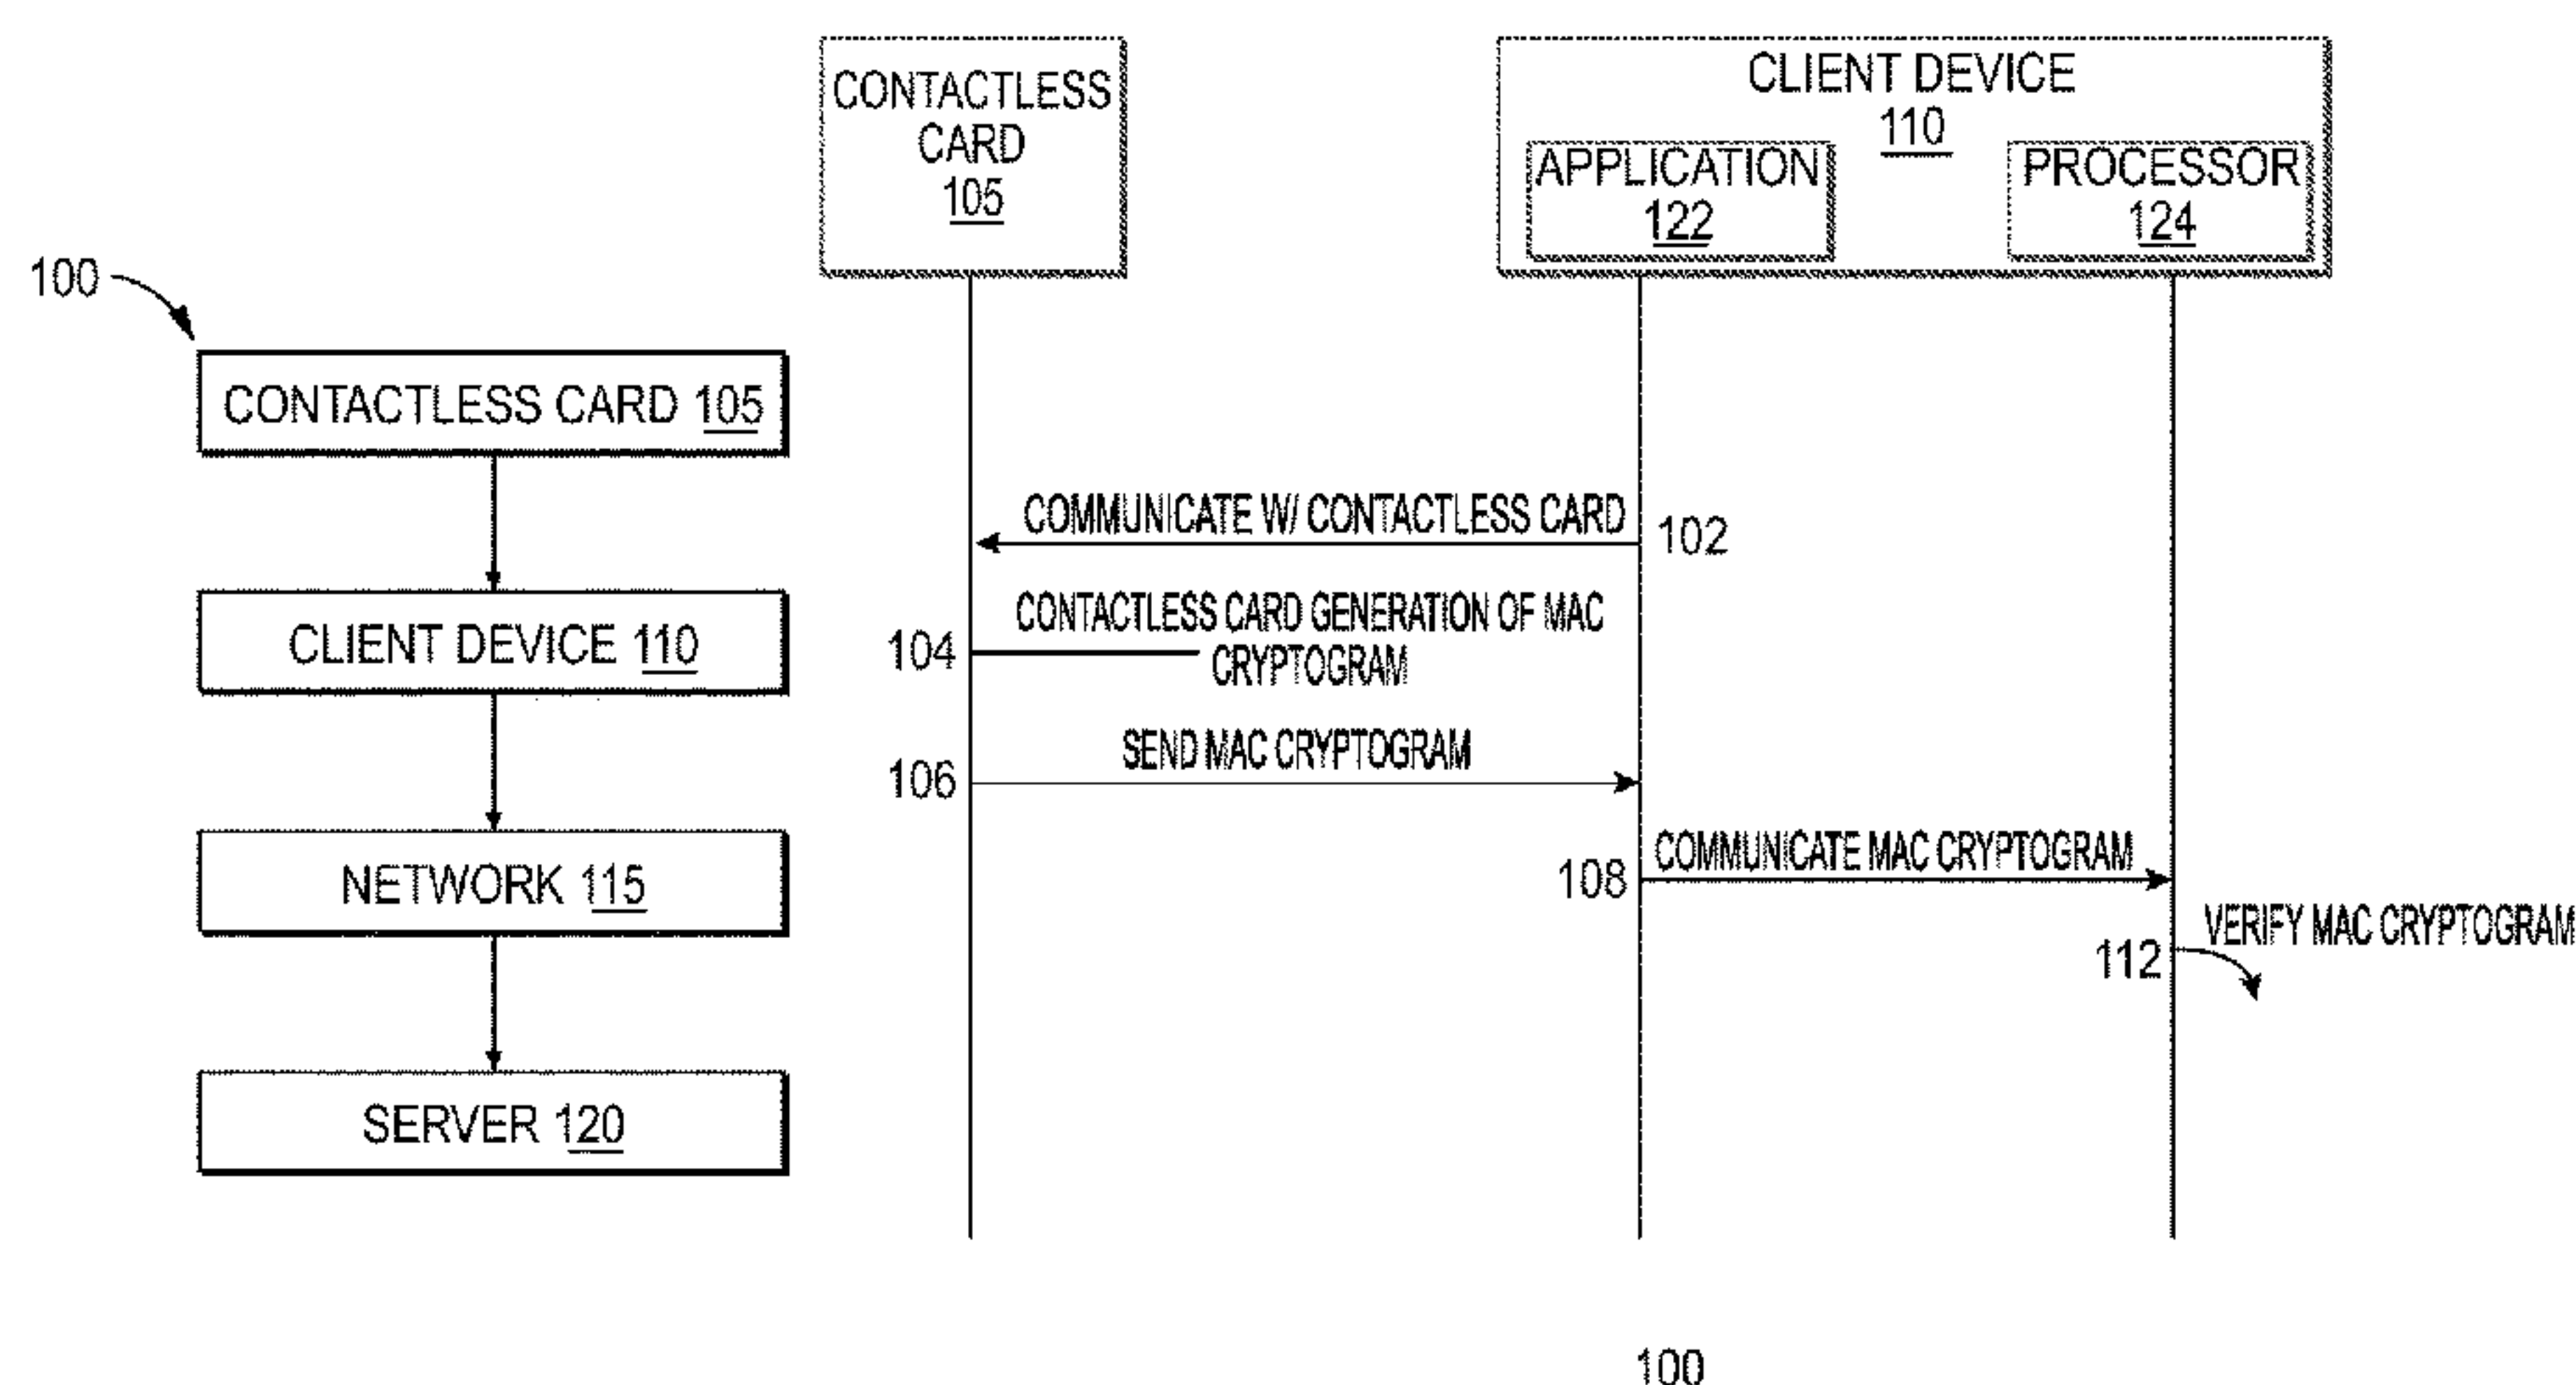 100
CONTACTLESS CARD 105
CLIENT DEVICE 110
NETWORK 115
SERVER 120
CONTACTLESS
CARD
105
CLIENT DEVICE
110
APPLICATION
122
PROCESSOR
124
COMMUNICATE W/ CONTACTLESS CARD
102
CONTACTLESS CARD GENERATION OF MAC
104
CRYPTOGRAM
SEND MAC CRYPTOGRAM
106
COMMUNICATE MAC CRYPTOGRAM
108
VERIFY MAC CRYPTOGRAM
112
100